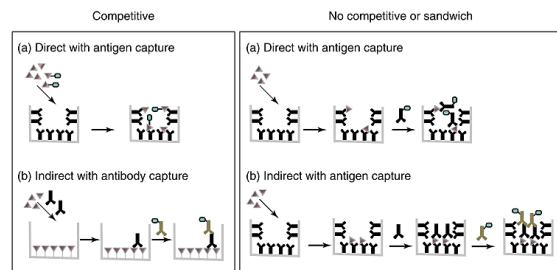 Competitive
(a) Direct with antigen capture
(b) Indirect with antibody capture
No competitive or sandwich
(a) Direct with antigen capture
(b) Indirect with antigen capture